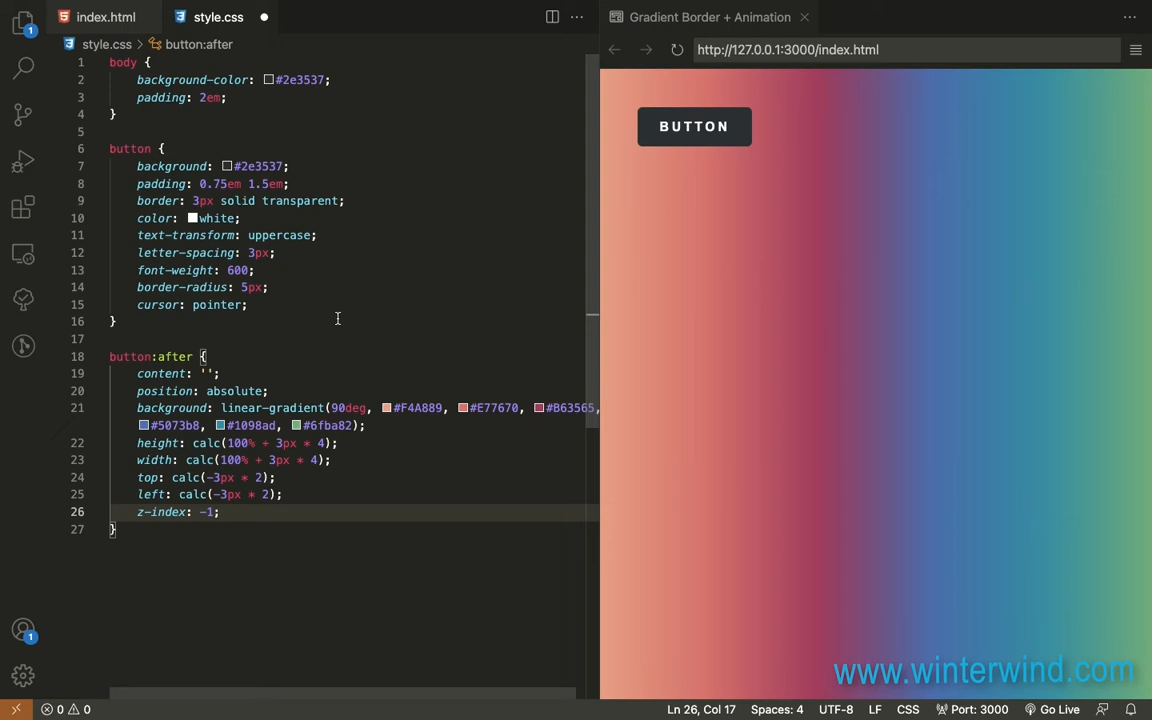 index.html
style.css
Gradient Border + Animation
style.css > button:after
http://127.0.0.1:3000/index.html
1 body {
2 background-color: #2e3537;
3 padding: 2em;
4 }
5
6 button {
7 background: #2e3537;
8 padding: 0.75em 1.5em;
9 border: 3px solid transparent;
10 color: white;
11 text-transform: uppercase;
12 letter-spacing: 3px;
13 font-weight: 600;
14 border-radius: 5px;
15 cursor: pointer;
16 }
17
18 button:after {
19 content: '';
20 position: absolute;
21 background: linear-gradient(90deg, #F4A889, #E77670, #B63565,
#5073b8, #1098ad, #6fba82);
22 height: calc(100% + 3px * 4);
23 width: calc(100% + 3px * 4);
24 top: calc(-3px * 2);
25 left: calc(-3px * 2);
26 z-index: -1;
27 }
BUTTON
1
1
www.winterwind.com
0 0
Ln 26, Col 17 Spaces: 4 UTF-8 LF CSS Port: 3000 Go Live